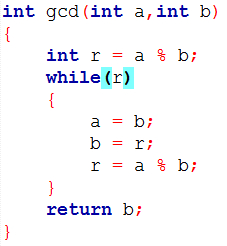 int gcd(int a,int b)
{
    int r = a % b;
    while(r)
    {
        a = b;
        b = r;
        r = a % b;
    }
    return b;
}